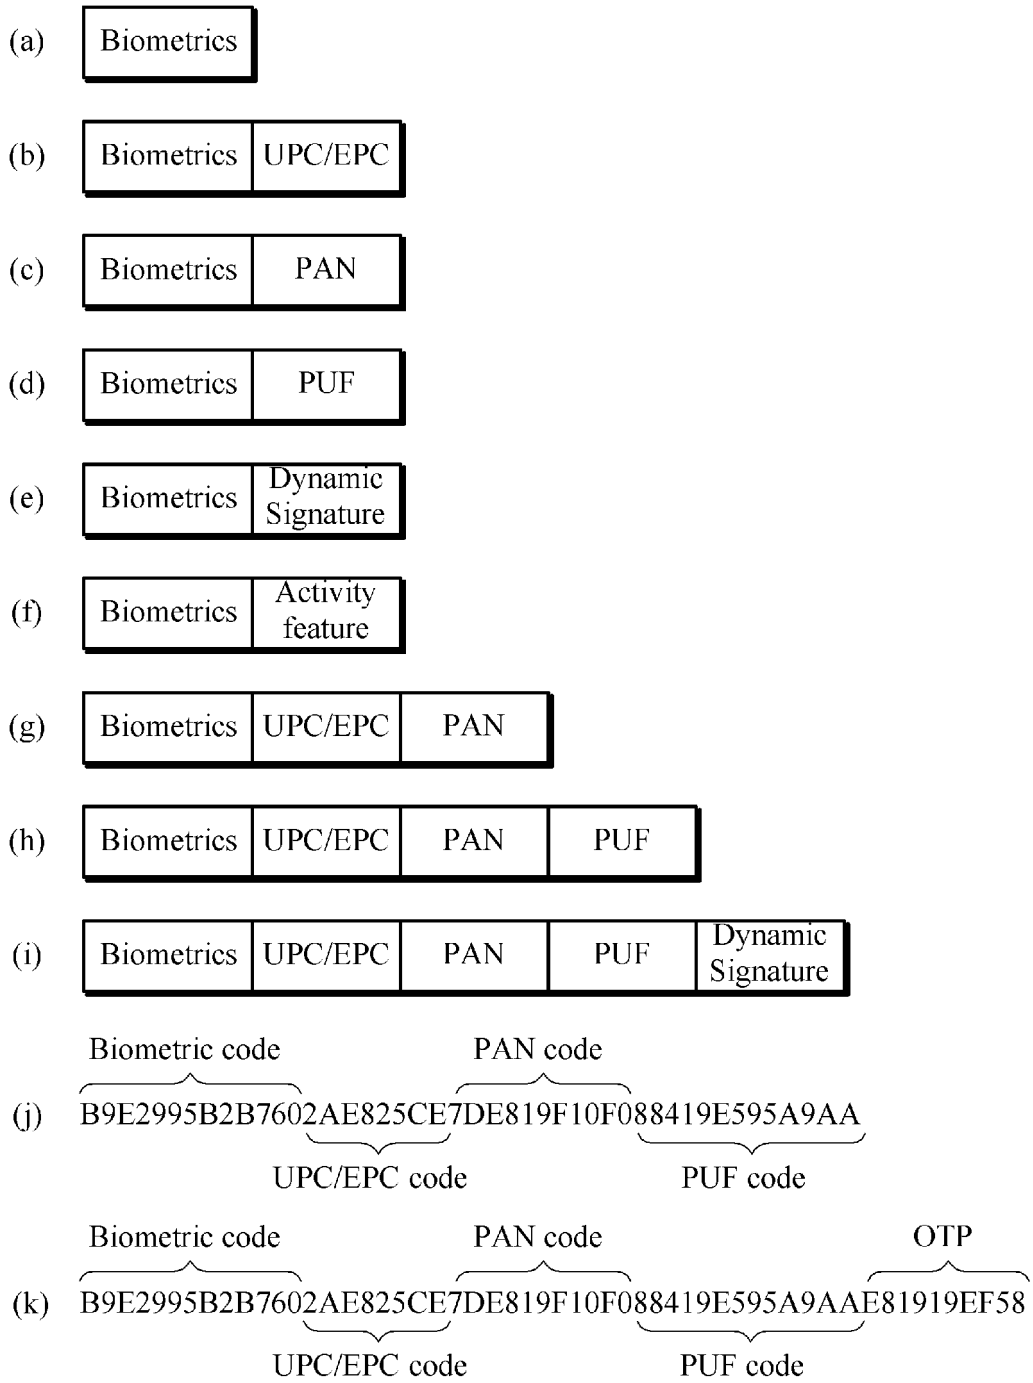 (a) Biometrics
(b) Biometrics UPC/EPC
(c) Biometrics PAN
(d) Biometrics PUF
(e) Biometrics Dynamic Signature
(f) Biometrics Activity feature
(g) Biometrics UPC/EPC PAN
(h) Biometrics UPC/EPC PAN PUF
(i) Biometrics UPC/EPC PAN PUF Dynamic Signature
Biometric code PAN code
(j) B9E2995B2B7602AE825CE7DE819F10F088419E595A9AA
UPC/EPC code PUF code
Biometric code PAN code OTP
(k) B9E2995B2B7602AE825CE7DE819F10F088419E595A9AAE81919EF58
UPC/EPC code PUF code